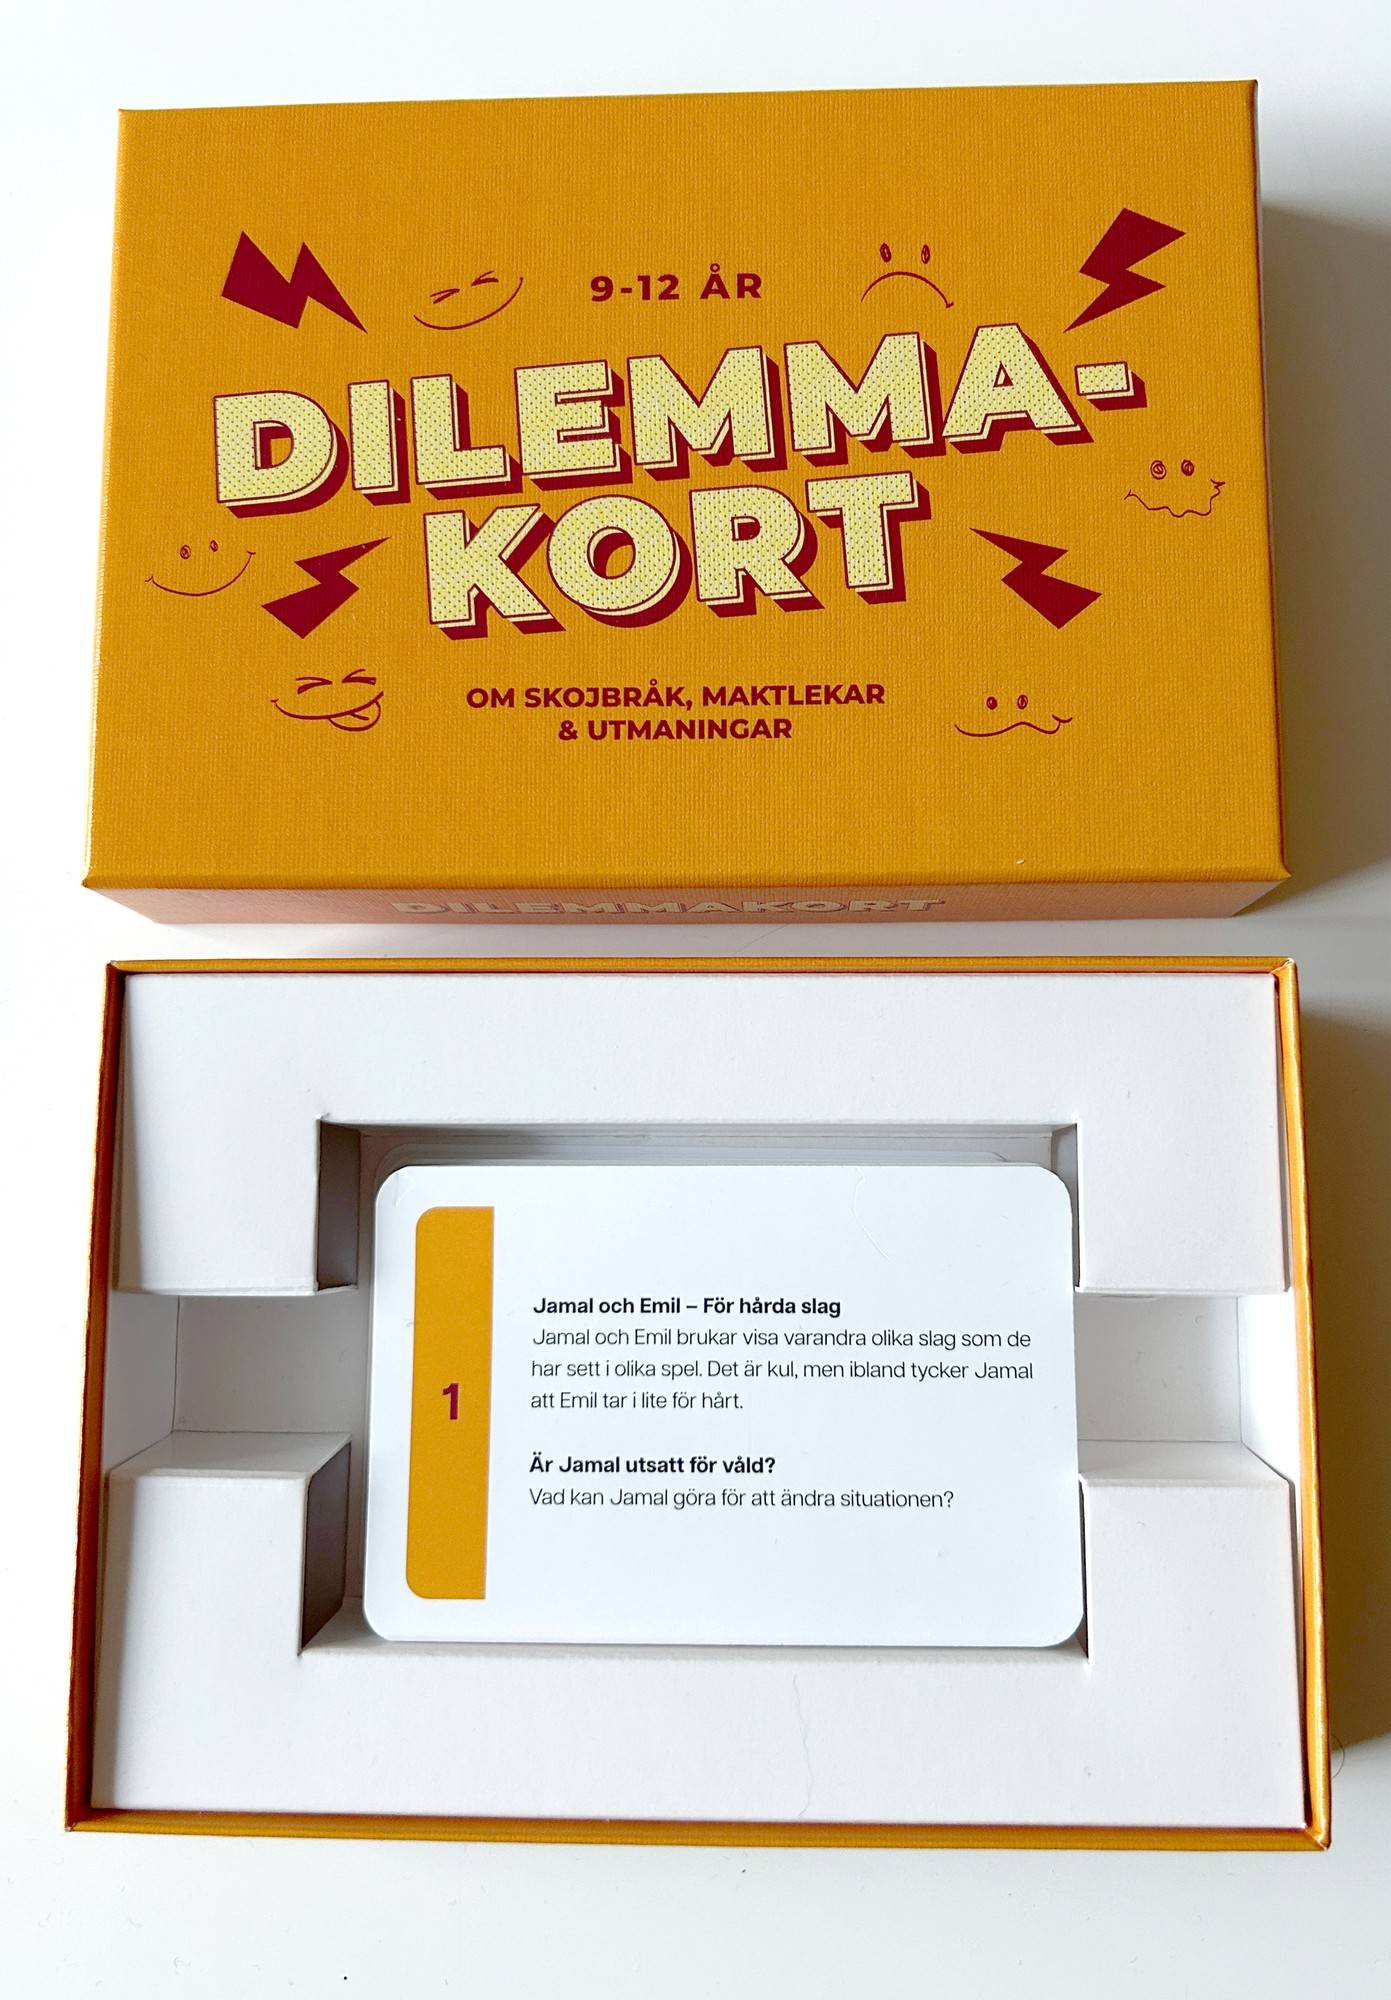 9-12 ÅR
DILEMMA-
KORT
OM SKOJBRÅK, MAKTLEKAR
& UTMANINGAR
DILEMMAKORT
1
Jamal och Emil – För hårda slag
Jamal och Emil brukar visa varandra olika slag som de
har sett i olika spel. Det är kul, men ibland tycker Jamal
att Emil tar i lite för hårt.
Är Jamal utsatt för våld?
Vad kan Jamal göra för att ändra situationen?